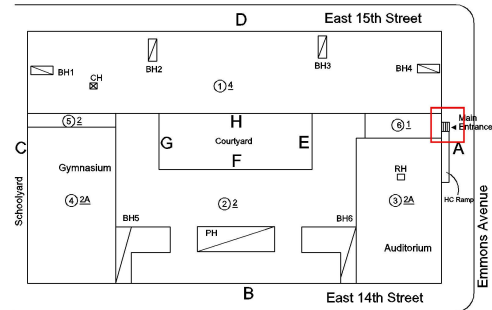 D
East 15th Street
BH1
CH
BH2
BH3
BH4
1 4
5 2
H
6 1
Main
Entrance
C
G
Courtyard
E
A
F
Gymnasium
RH
Schoolyard
4 2A
2 2
3 2A
HC Ramp
BH5
PH
BH6
Auditorium
Emmons Avenue
B
East 14th Street